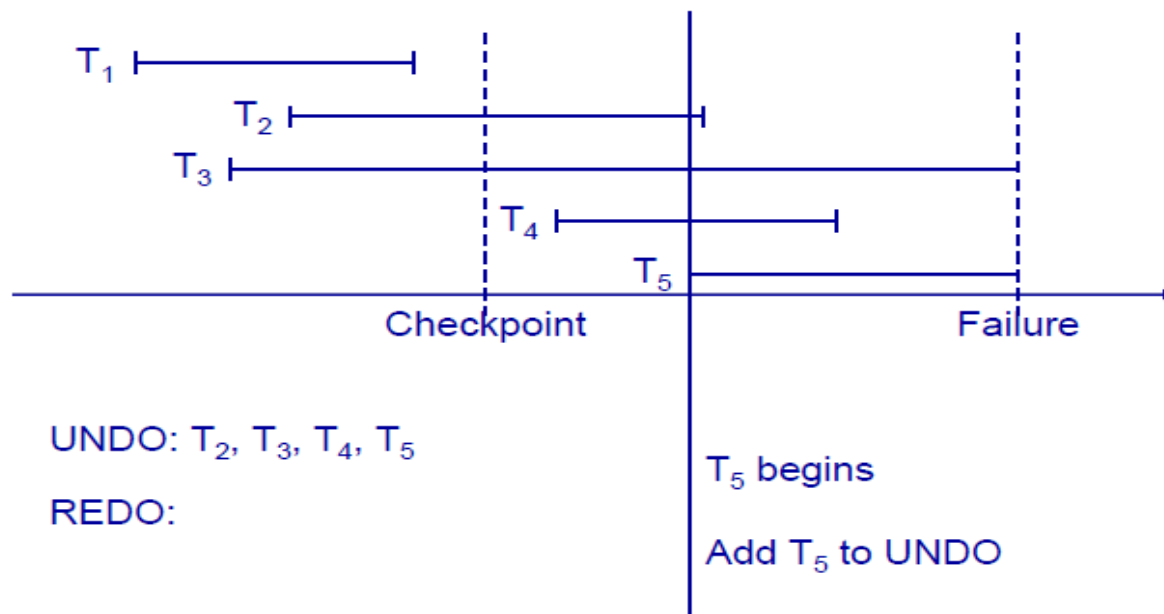 T₁
T₂
T₃
T₄
T₅
Checkpoint
Failure
UNDO: T₂, T₃, T₄, T₅
REDO:
T₅ begins
Add T₅ to UNDO